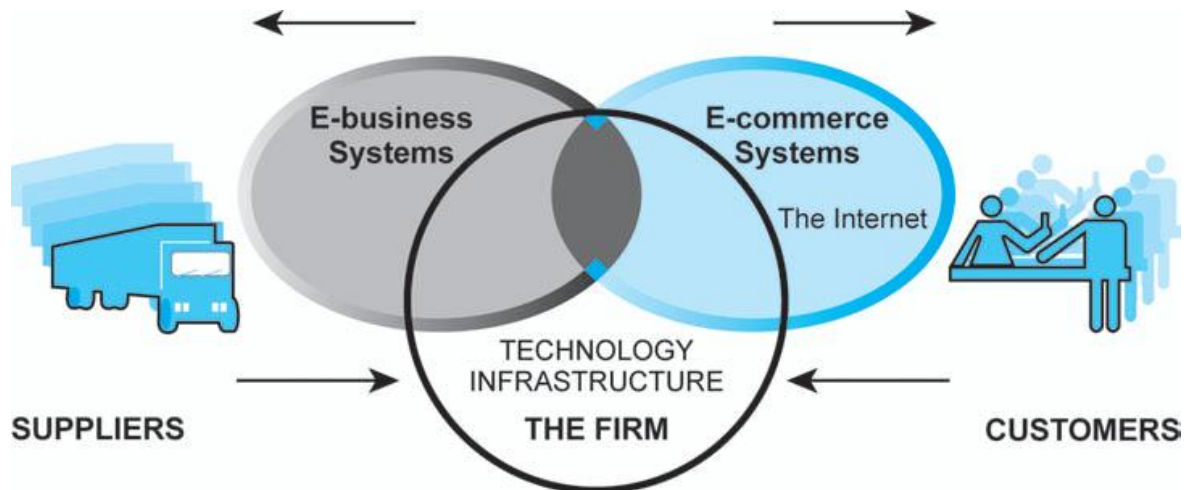 E-business
Systems
E-commerce
Systems
The Internet
TECHNOLOGY
INFRASTRUCTURE
THE FIRM
SUPPLIERS
CUSTOMERS